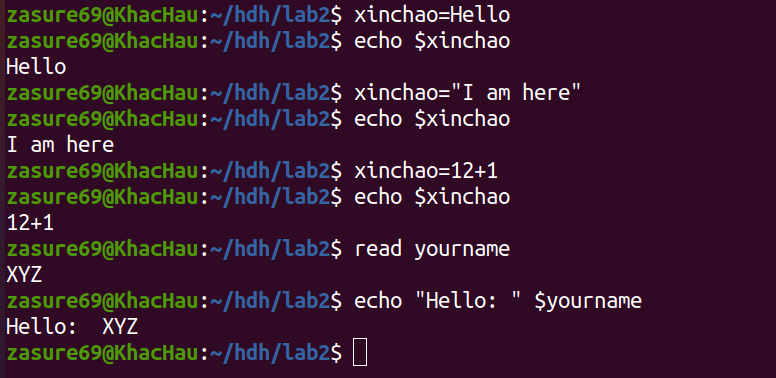 zasure69@KhacHau:~/hdh/lab2$ xinchao=Hello
zasure69@KhacHau:~/hdh/lab2$ echo $xinchao
Hello
zasure69@KhacHau:~/hdh/lab2$ xinchao="I am here"
zasure69@KhacHau:~/hdh/lab2$ echo $xinchao
I am here
zasure69@KhacHau:~/hdh/lab2$ xinchao=12+1
zasure69@KhacHau:~/hdh/lab2$ echo $xinchao
12+1
zasure69@KhacHau:~/hdh/lab2$ read yourname
XYZ
zasure69@KhacHau:~/hdh/lab2$ echo "Hello: " $yourname
Hello:  XYZ
zasure69@KhacHau:~/hdh/lab2$